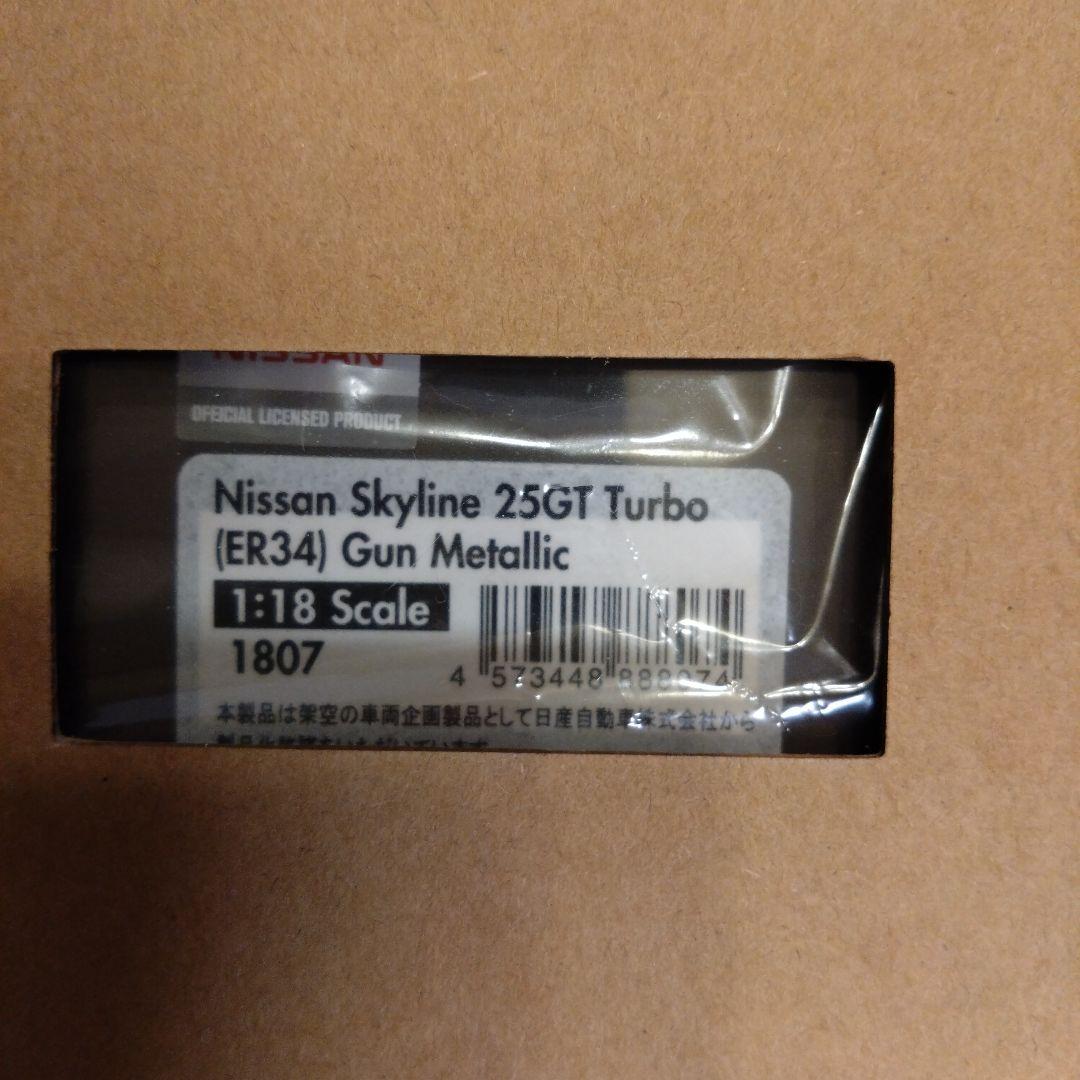 NISSAN
OFFICIAL LICENSED PRODUCT
Nissan Skyline 25GT Turbo
(ER34) Gun Metallic
1:18 Scale
1807
4 573448
本製品は架空の車両企画製品として日産自動車株式会社から